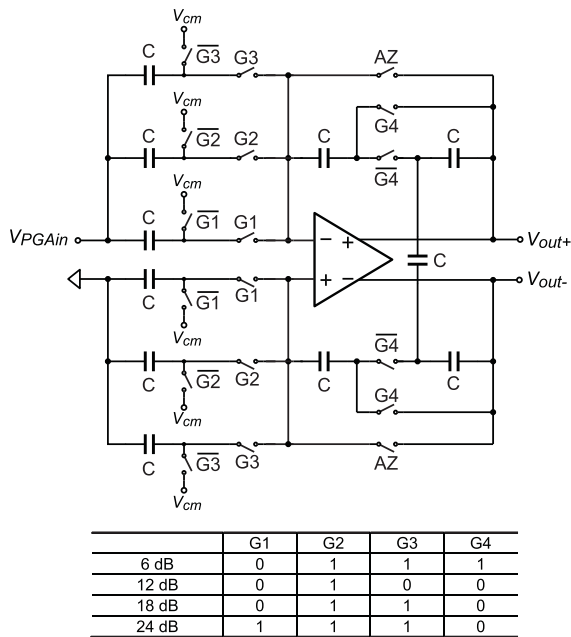 Vcm
C G3̅ G3 AZ
Vcm
G4
C G2̅ G2 C C
G4̅
Vcm
C G1̅ G1
VPGAin − + Vout+
C
+ − Vout-
C G1̅ G1
Vcm
C G4̅ C
C G2̅ G2
G4
Vcm
C G3̅ G3 AZ
Vcm
G1 G2 G3 G4
6 dB 0 1 1 1
12 dB 0 1 0 0
18 dB 0 1 1 0
24 dB 1 1 1 0